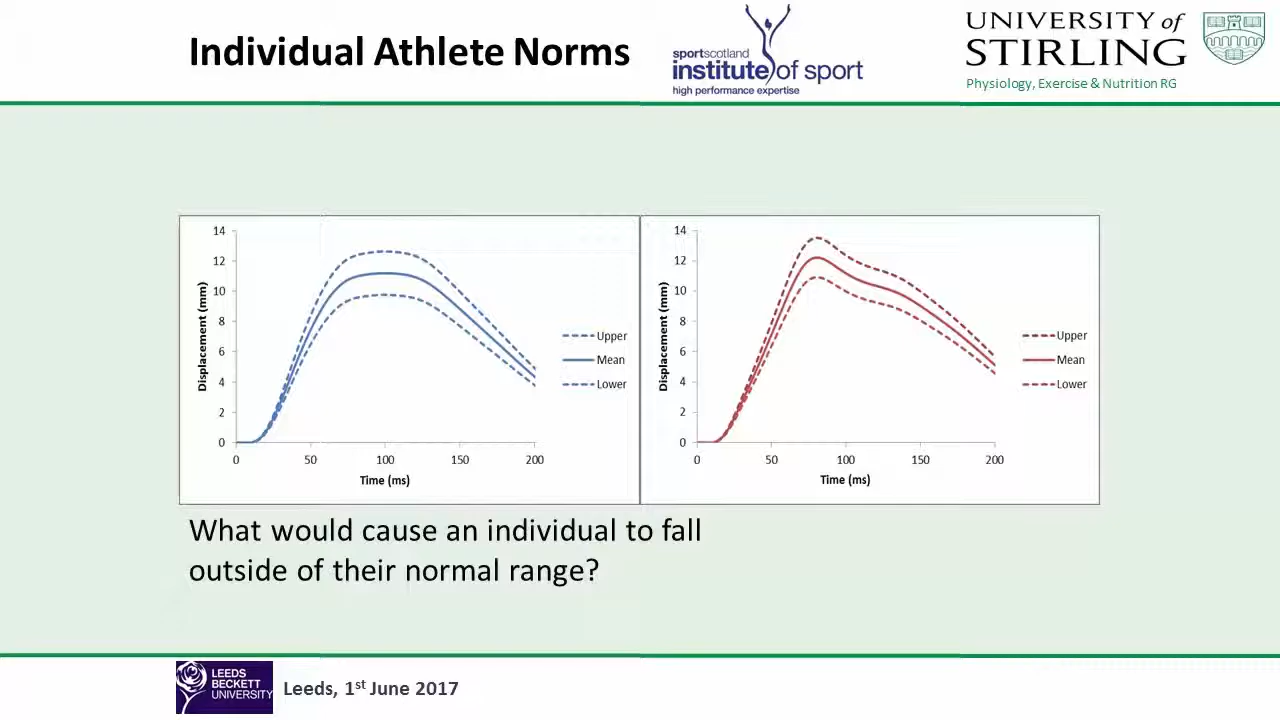 Individual Athlete Norms
sportscotland
institute of sport
high performance expertise
UNIVERSITY of
STIRLING
Physiology, Exercise & Nutrition RG
14
12
10
8
6
4
2
0
Displacement (mm)
0 50 100 150 200
Time (ms)
Upper
Mean
Lower
14
12
10
8
6
4
2
0
Displacement (mm)
0 50 100 150 200
Time (ms)
Upper
Mean
Lower
What would cause an individual to fall
outside of their normal range?
LEEDS
BECKETT
UNIVERSITY
Leeds, 1st June 2017